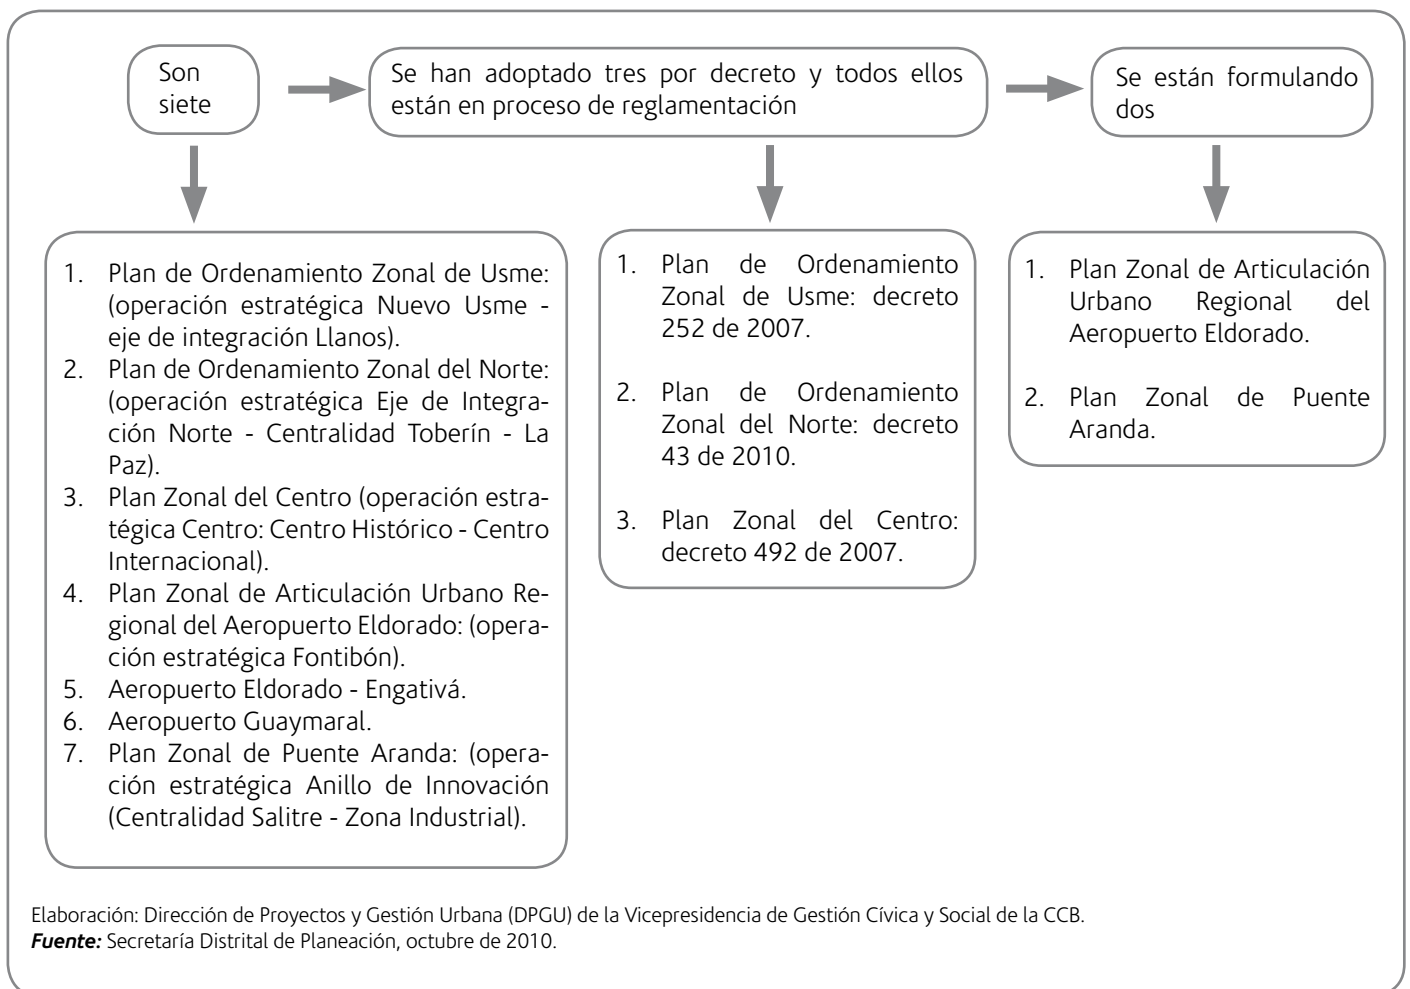 Son
siete
Se han adoptado tres por decreto y todos ellos
están en proceso de reglamentación
Se están formulando
dos
1. Plan de Ordenamiento Zonal de Usme:
(operación estratégica Nuevo Usme -
eje de integración Llanos).
2. Plan de Ordenamiento Zonal del Norte:
(operación estratégica Eje de Integra-
ción Norte - Centralidad Toberín - La
Paz).
3. Plan Zonal del Centro (operación estra-
tégica Centro: Centro Histórico - Centro
Internacional).
4. Plan Zonal de Articulación Urbano Re-
gional del Aeropuerto Eldorado: (opera-
ción estratégica Fontibón).
5. Aeropuerto Eldorado - Engativá.
6. Aeropuerto Guaymaral.
7. Plan Zonal de Puente Aranda: (opera-
ción estratégica Anillo de Innovación
(Centralidad Salitre - Zona Industrial).
1. Plan de Ordenamiento
Zonal de Usme: decreto
252 de 2007.
2. Plan de Ordenamiento
Zonal del Norte: decreto
43 de 2010.
3. Plan Zonal del Centro:
decreto 492 de 2007.
1. Plan Zonal de Articulación
Urbano Regional del
Aeropuerto Eldorado.
2. Plan Zonal de Puente
Aranda.
Elaboración: Dirección de Proyectos y Gestión Urbana (DPGU) de la Vicepresidencia de Gestión Cívica y Social de la CCB.
Fuente: Secretaría Distrital de Planeación, octubre de 2010.